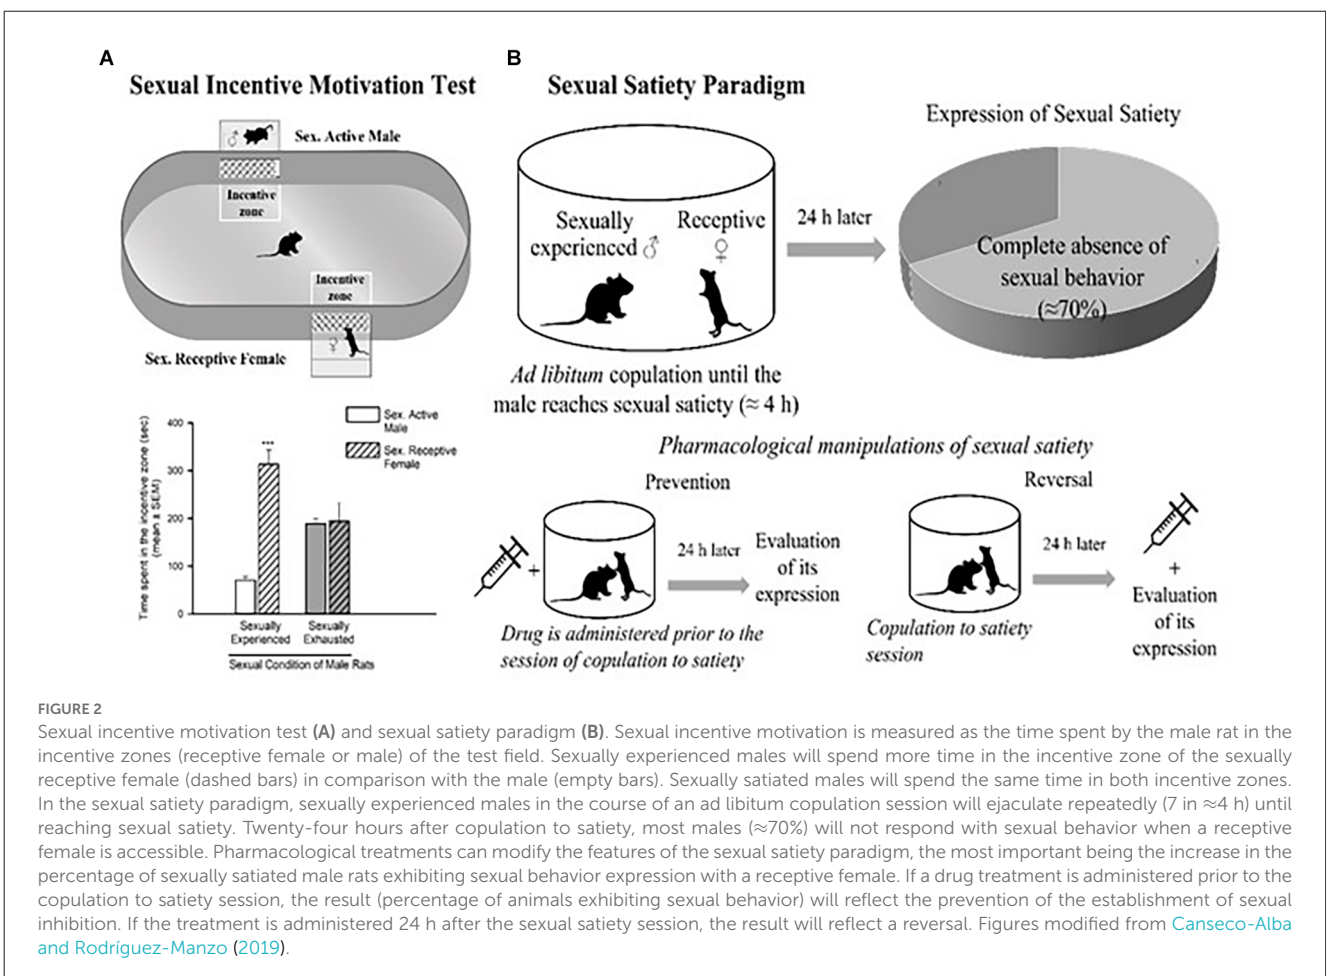 A
Sexual Incentive Motivation Test
♂
Sex. Active Male
Incentive
zone
Incentive
zone
♀
Sex. Receptive Female
Time spent in the incentive zone (sec)
(mean ± SEM)
400
300
200
100
0
***
Sex. Active
Male
Sex. Receptive
Female
Sexually
Experienced
Sexually
Exhausted
Sexual Condition of Male Rats
B
Sexual Satiety Paradigm
Sexually
experienced ♂
Receptive
♀
24 h later
Expression of Sexual Satiety
Complete absence of
sexual behavior
(≈70%)
Ad libitum copulation until the
male reaches sexual satiety (≈ 4 h)
Pharmacological manipulations of sexual satiety
Prevention
+
24 h later
Evaluation
of its
expression
Drug is administered prior to the
session of copulation to satiety
Reversal
24 h later
+
Evaluation
of its
expression
Copulation to satiety
session
FIGURE 2
Sexual incentive motivation test (A) and sexual satiety paradigm (B). Sexual incentive motivation is measured as the time spent by the male rat in the
incentive zones (receptive female or male) of the test field. Sexually experienced males will spend more time in the incentive zone of the sexually
receptive female (dashed bars) in comparison with the male (empty bars). Sexually satiated males will spend the same time in both incentive zones.
In the sexual satiety paradigm, sexually experienced males in the course of an ad libitum copulation session will ejaculate repeatedly (7 in ≈4 h) until
reaching sexual satiety. Twenty-four hours after copulation to satiety, most males (≈70%) will not respond with sexual behavior when a receptive
female is accessible. Pharmacological treatments can modify the features of the sexual satiety paradigm, the most important being the increase in the
percentage of sexually satiated male rats exhibiting sexual behavior expression with a receptive female. If a drug treatment is administered prior to the
copulation to satiety session, the result (percentage of animals exhibiting sexual behavior) will reflect the prevention of the establishment of sexual
inhibition. If the treatment is administered 24 h after the sexual satiety session, the result will reflect a reversal. Figures modified from Canseco-Alba
and Rodríguez-Manzo (2019).